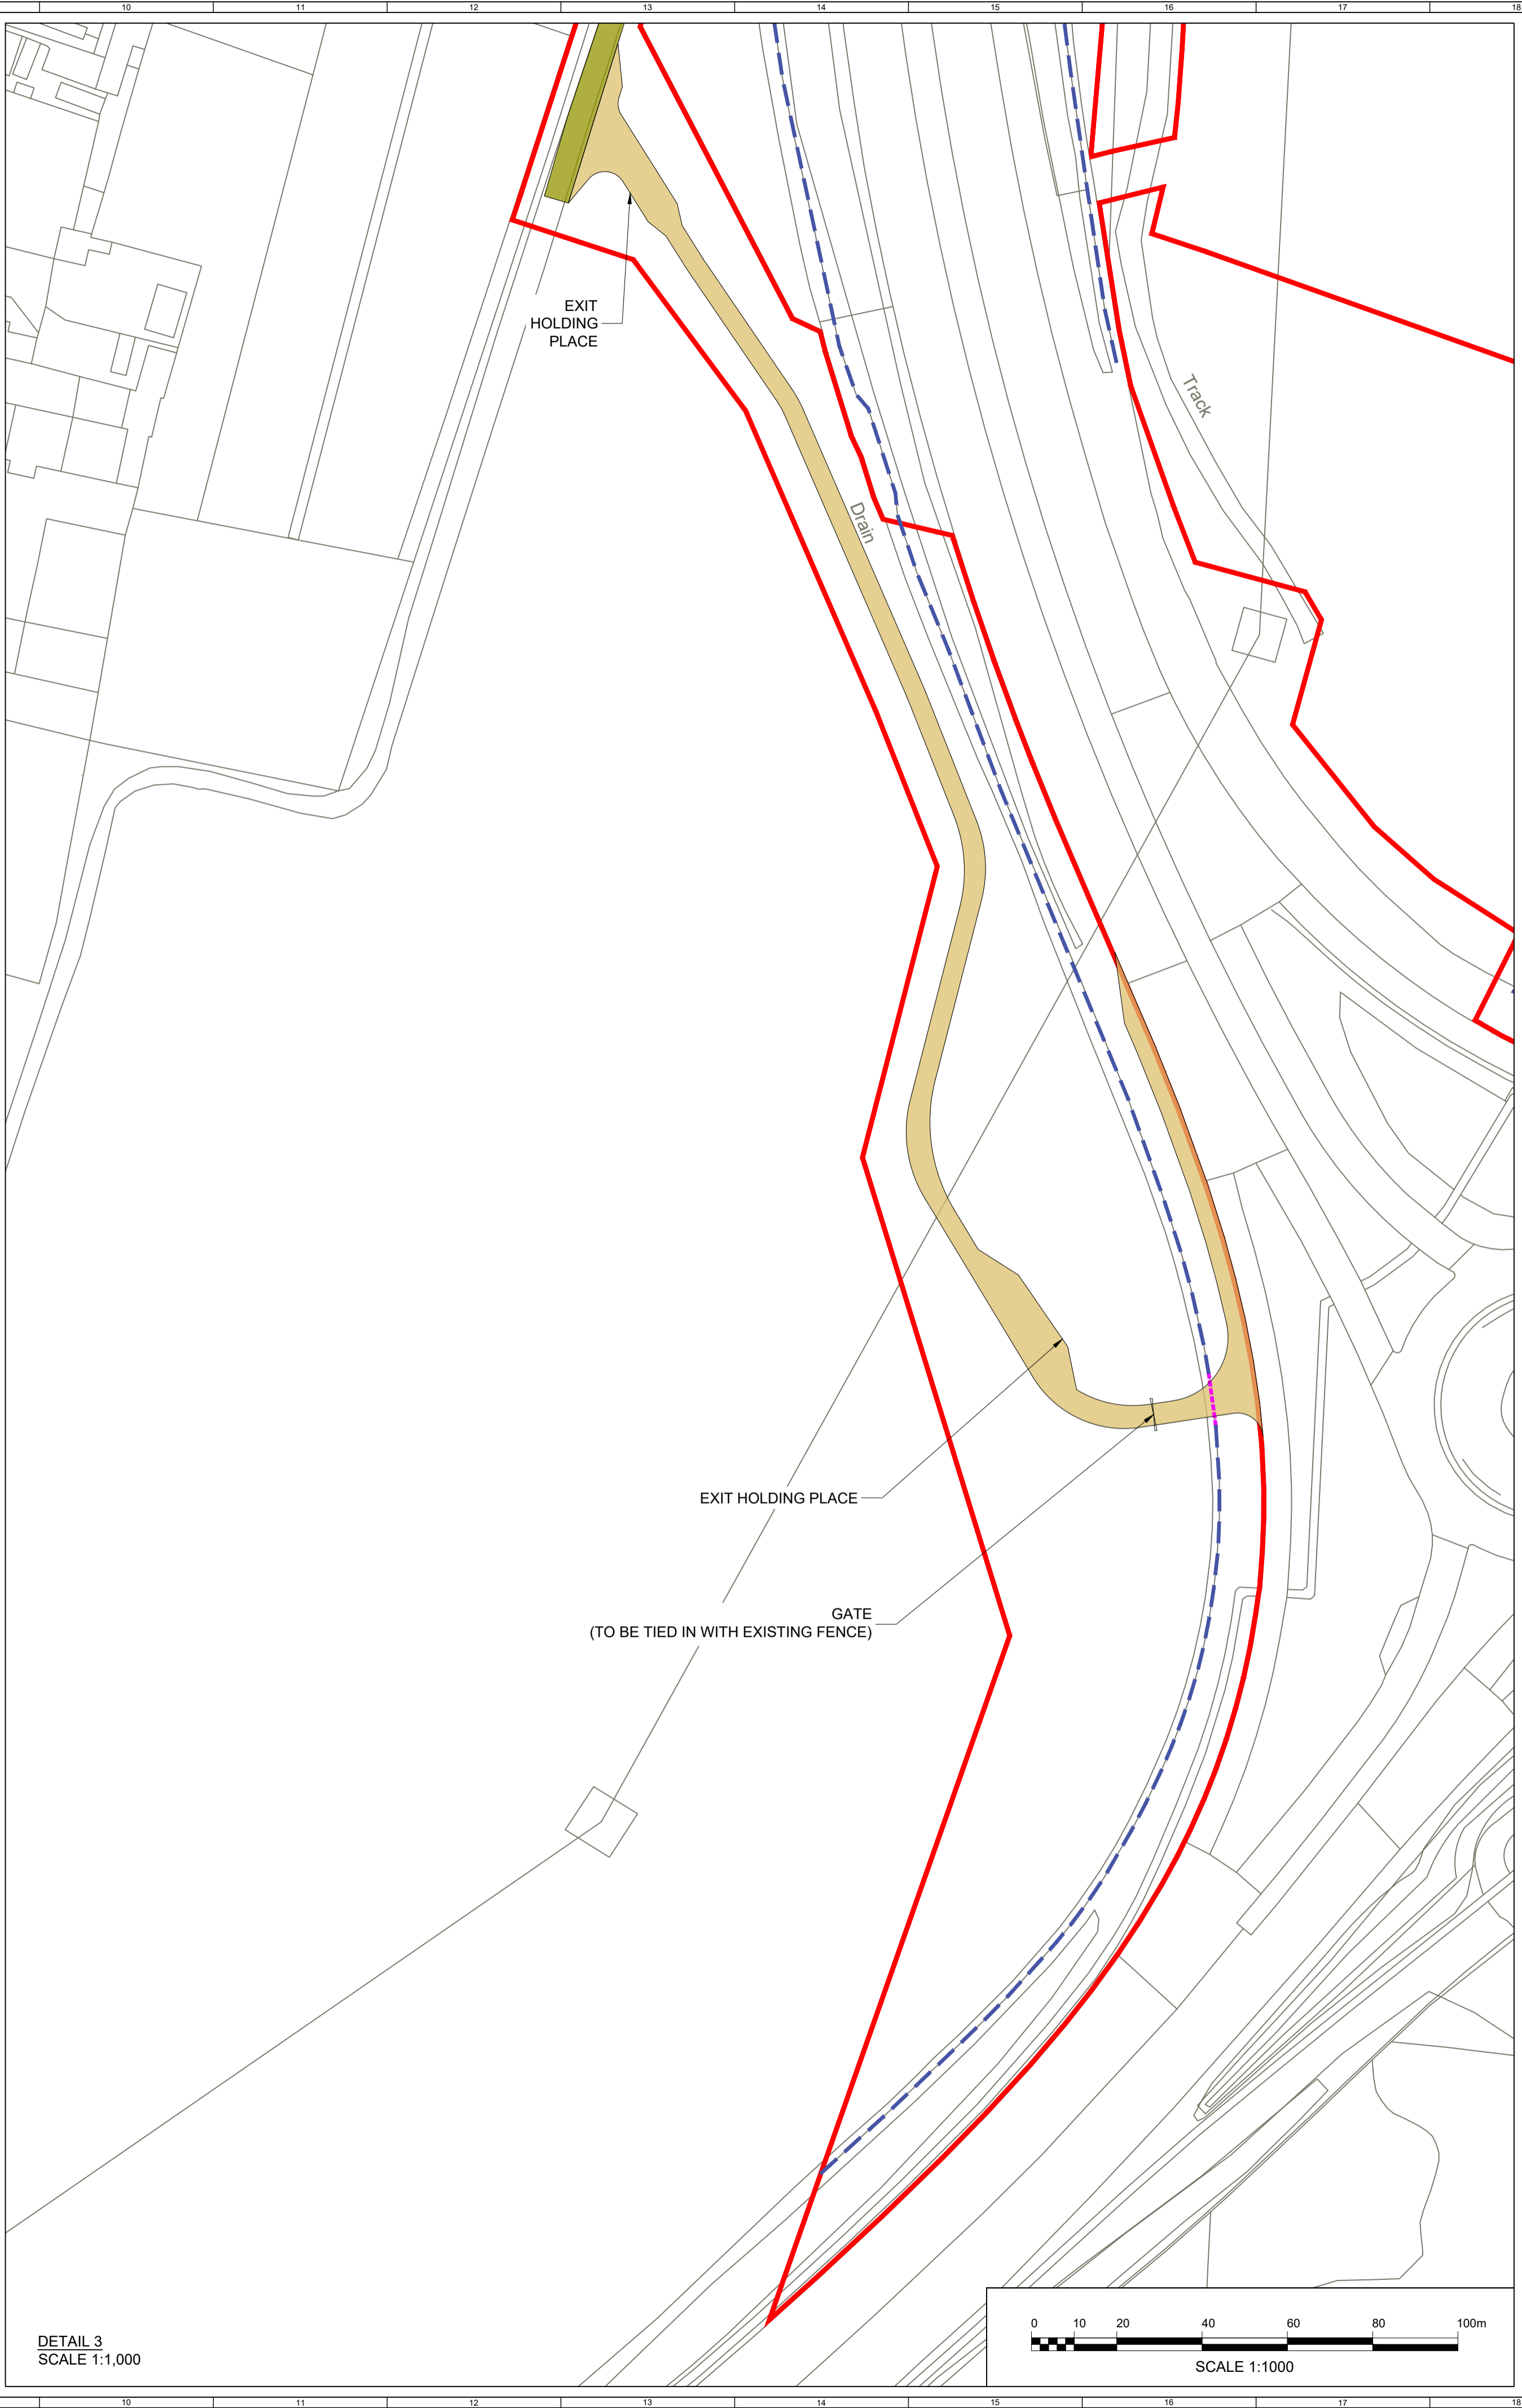 10 11 12 13 14 15 16 17 18
Track
EXIT
HOLDING
PLACE
Drain
EXIT HOLDING PLACE
GATE
(TO BE TIED IN WITH EXISTING FENCE)
0 10 20 40 60 80 100m
SCALE 1:1000
DETAIL 3
SCALE 1:1,000
10 11 12 13 14 15 16 17 18